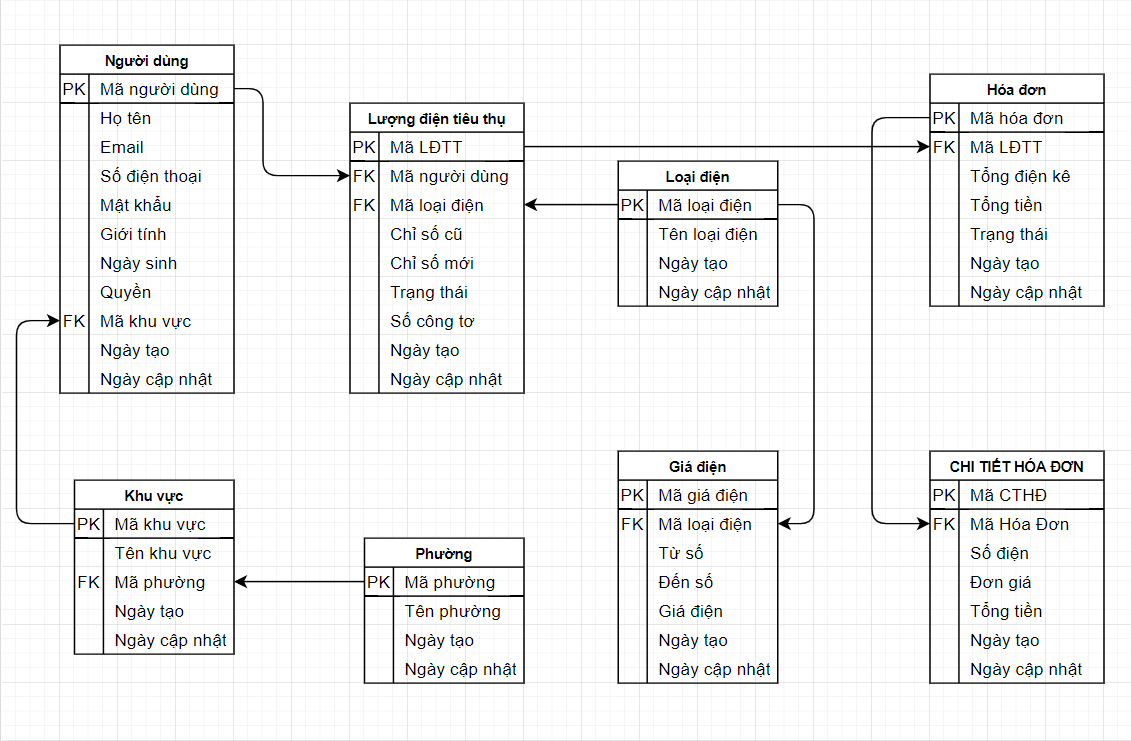 Người dùng
PK Mã người dùng
Họ tên
Email
Số điện thoại
Mật khẩu
Giới tính
Ngày sinh
Quyền
FK Mã khu vực
Ngày tạo
Ngày cập nhật
Lượng điện tiêu thụ
PK Mã LĐTT
FK Mã người dùng
FK Mã loại điện
Chỉ số cũ
Chỉ số mới
Trạng thái
Số công tơ
Ngày tạo
Ngày cập nhật
Loại điện
PK Mã loại điện
Tên loại điện
Ngày tạo
Ngày cập nhật
Hóa đơn
PK Mã hóa đơn
FK Mã LĐTT
Tổng điện kê
Tổng tiền
Trạng thái
Ngày tạo
Ngày cập nhật
Khu vực
PK Mã khu vực
Tên khu vực
FK Mã phường
Ngày tạo
Ngày cập nhật
Phường
PK Mã phường
Tên phường
Ngày tạo
Ngày cập nhật
Giá điện
PK Mã giá điện
FK Mã loại điện
Từ số
Đến số
Giá điện
Ngày tạo
Ngày cập nhật
CHI TIẾT HÓA ĐƠN
PK Mã CTHĐ
FK Mã Hóa Đơn
Số điện
Đơn giá
Tổng tiền
Ngày tạo
Ngày cập nhật